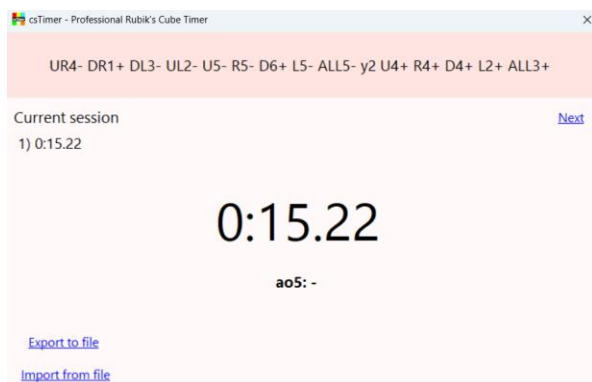 csTimer - Professional Rubik's Cube Timer
UR4- DR1+ DL3- UL2- U5- R5- D6+ L5- ALL5- y2 U4+ R4+ D4+ L2+ ALL3+
Current session
Next
1) 0:15.22
0:15.22
ao5: -
Export to file
Import from file